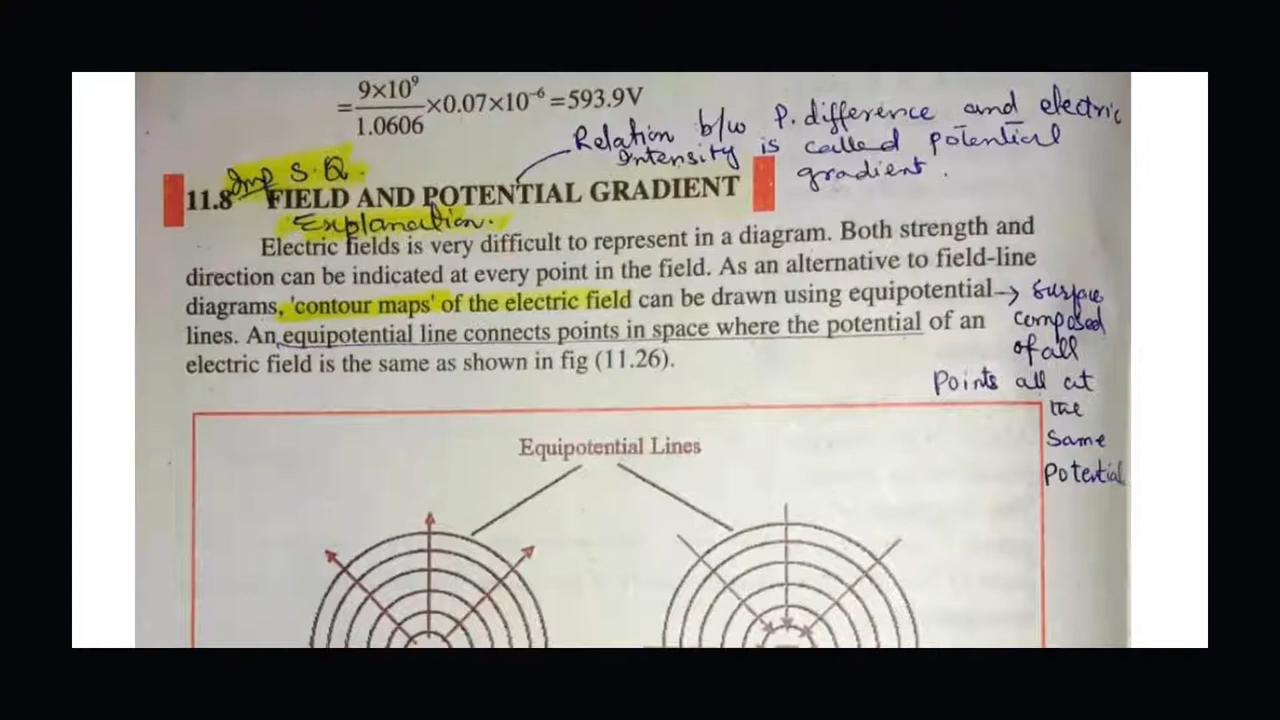 = 9×10⁹/1.0606 ×0.07×10⁻⁶ =593.9V
Relation b/w P. difference and electric
Intensity is called potential
gradient.
Imp S.Q.
11.8 FIELD AND POTENTIAL GRADIENT
Explanation.
Electric fields is very difficult to represent in a diagram. Both strength and
direction can be indicated at every point in the field. As an alternative to field-line
diagrams, 'contour maps' of the electric field can be drawn using equipotential
lines. An equipotential line connects points in space where the potential of an
electric field is the same as shown in fig (11.26).
→ Surface
composed
of all
Points all at
the
Same
Potential
Equipotential Lines